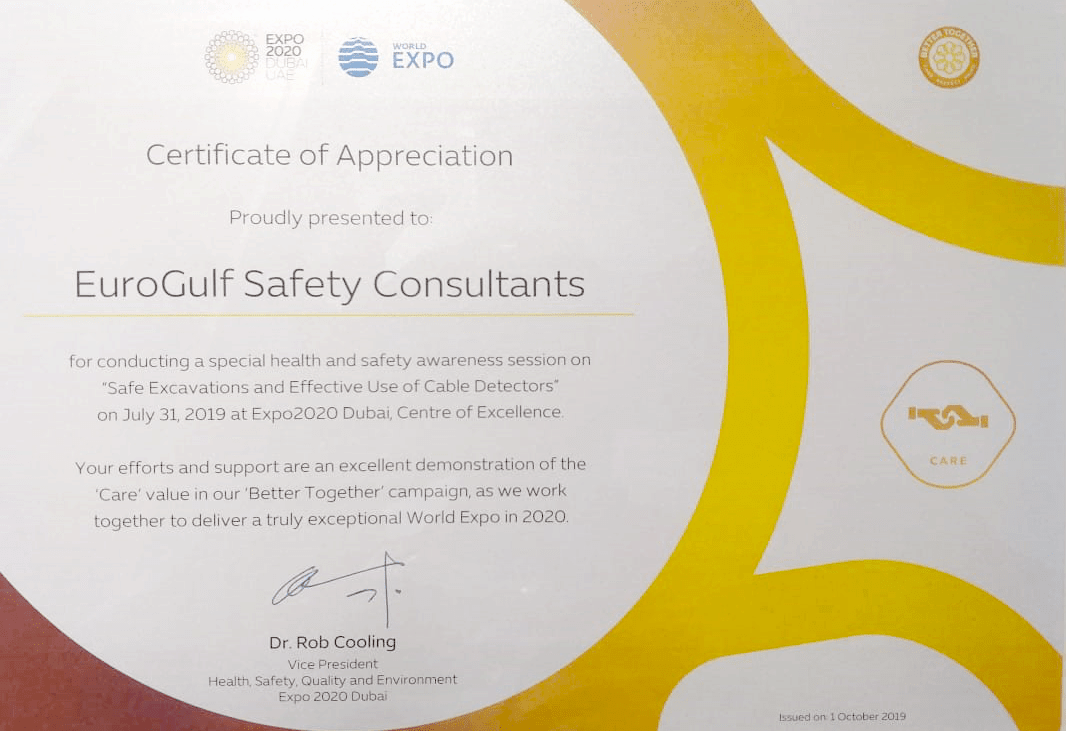 EXPO
2020
DUBAI
UAE
WORLD
EXPO
BETTER TOGETHER
Certificate of Appreciation
Proudly presented to:
EuroGulf Safety Consultants
for conducting a special health and safety awareness session on
“Safe Excavations and Effective Use of Cable Detectors”
on July 31, 2019 at Expo2020 Dubai, Centre of Excellence.
Your efforts and support are an excellent demonstration of the
‘Care’ value in our ‘Better Together’ campaign, as we work
together to deliver a truly exceptional World Expo in 2020.
CARE
Dr. Rob Cooling
Vice President
Health, Safety, Quality and Environment
Expo 2020 Dubai
Issued on: 1 October 2019